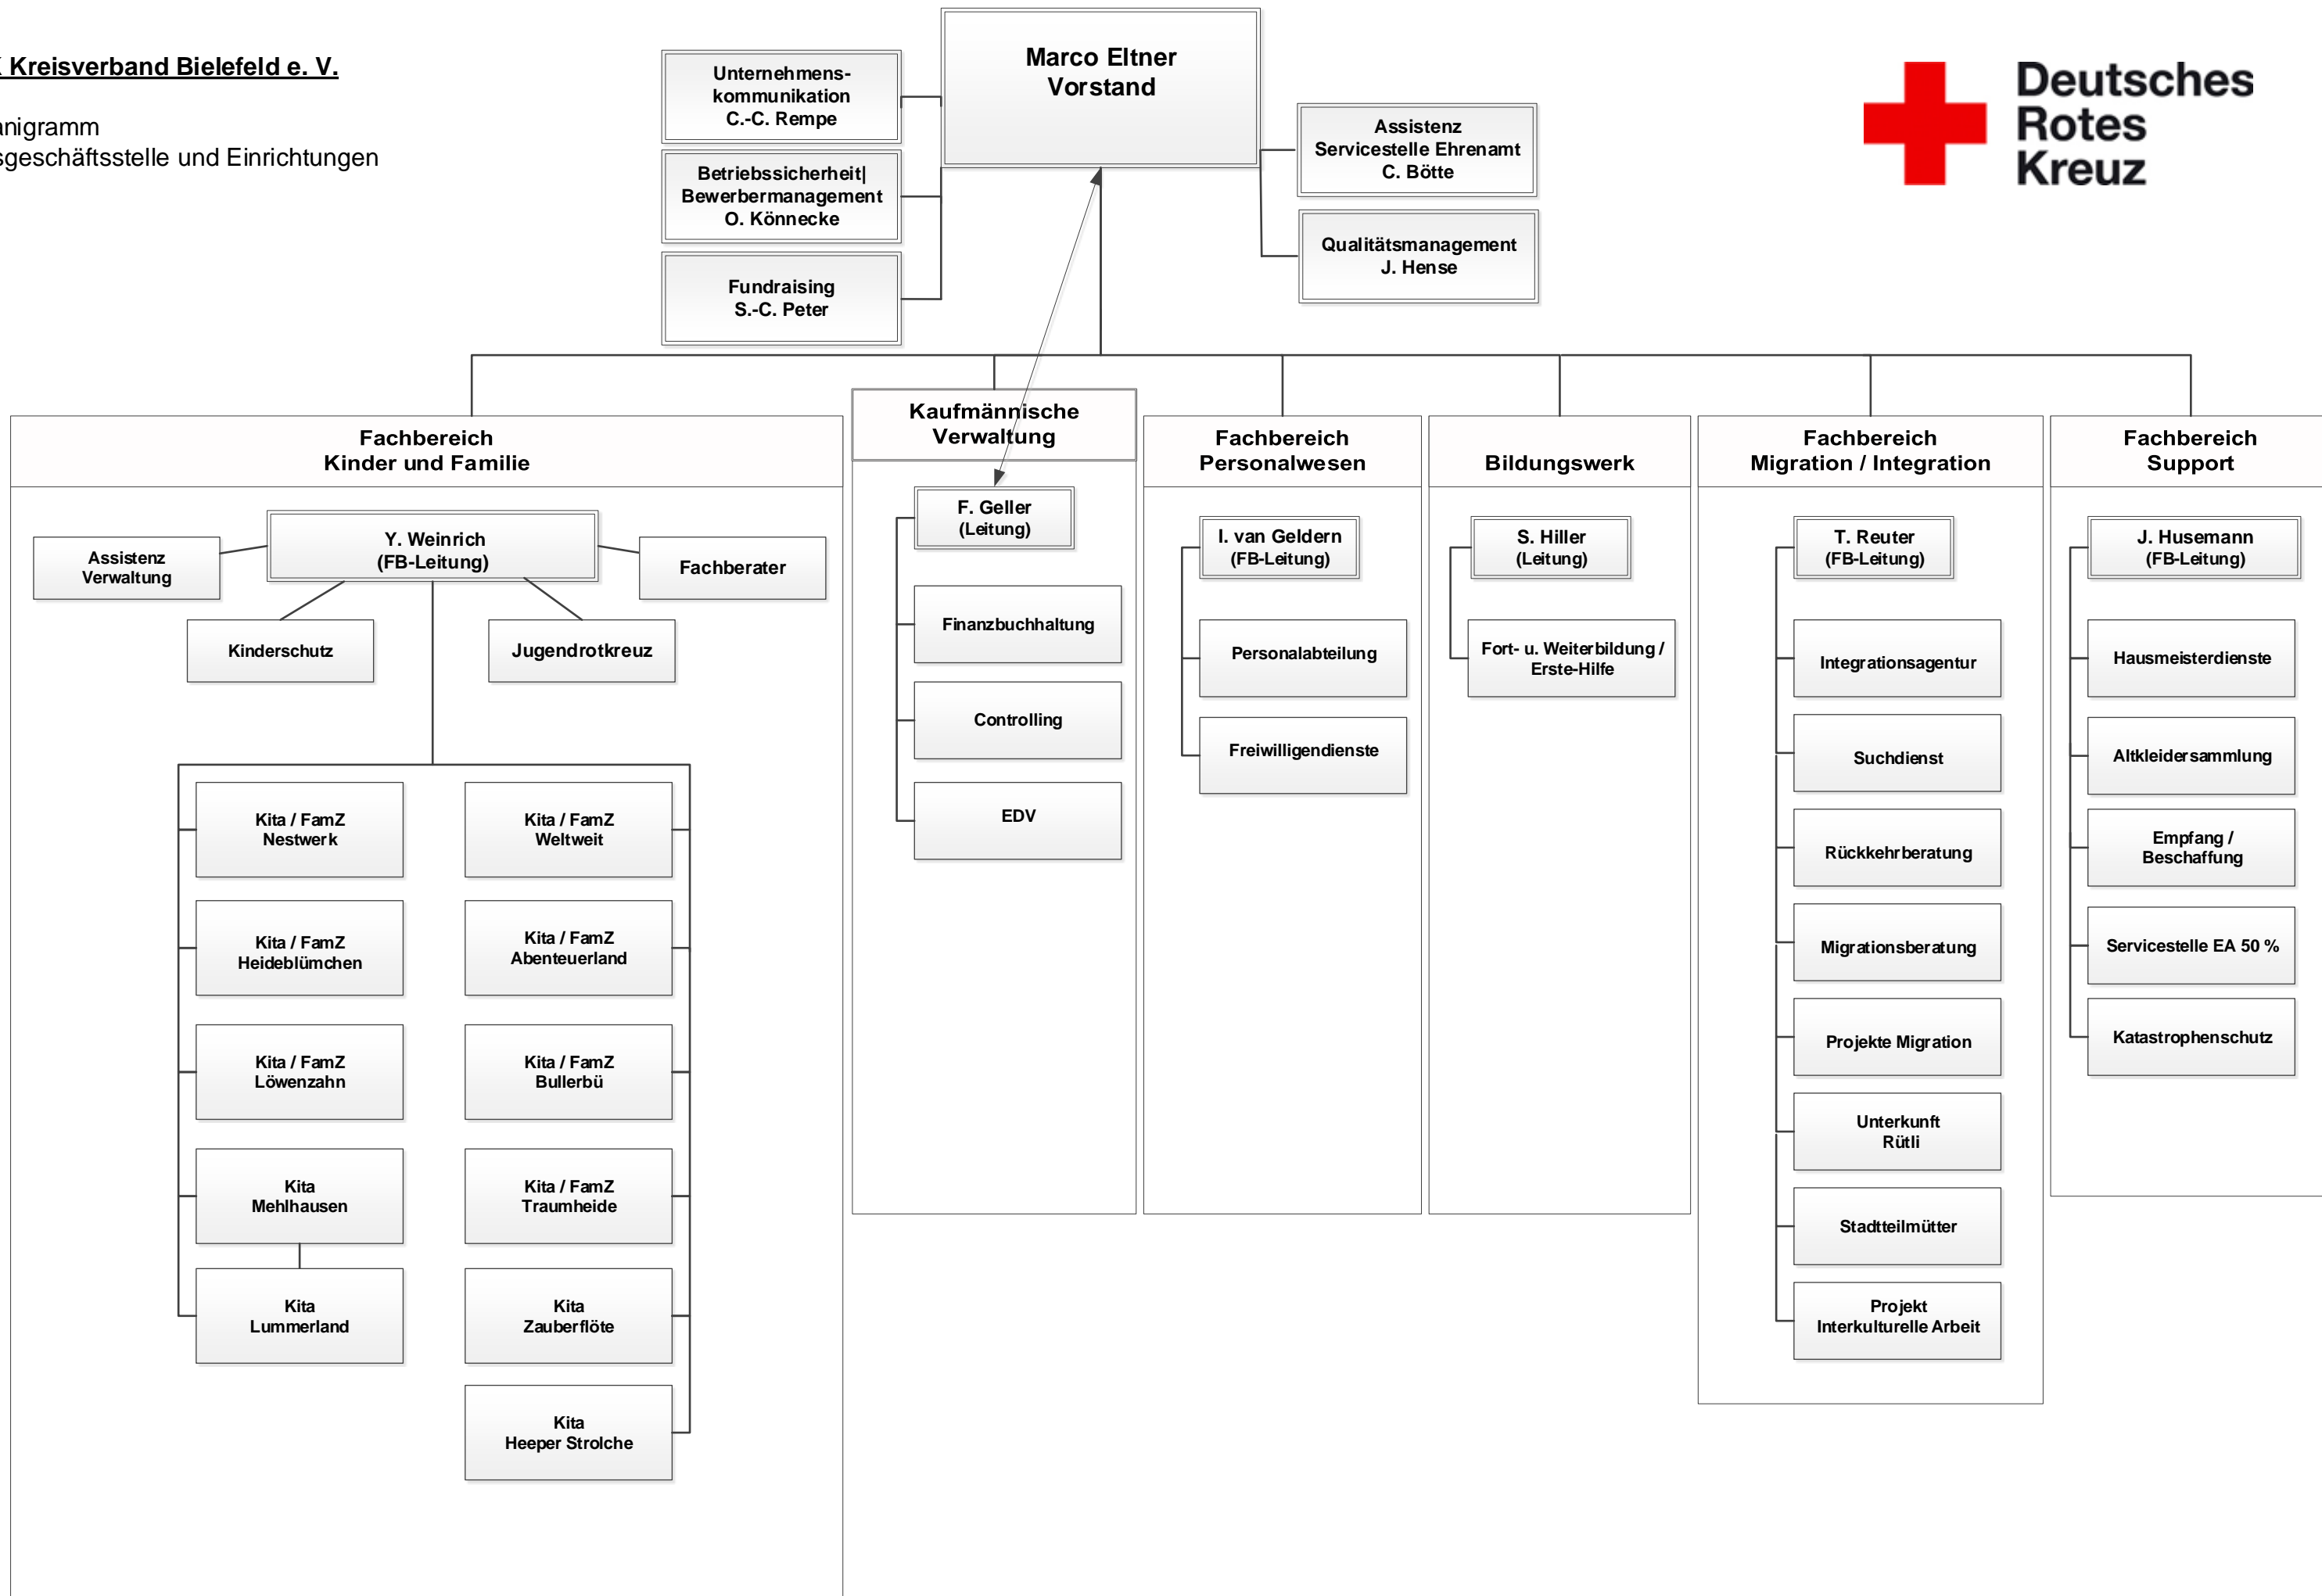 Kreisverband Bielefeld e. V.
anigramm
sgeschäftsstelle und Einrichtungen
Marco Eltner
Vorstand
Unternehmens-
kommunikation
C.-C. Rempe
Betriebssicherheit|
Bewerbermanagement
O. Könnecke
Fundraising
S.-C. Peter
Assistenz
Servicestelle Ehrenamt
C. Bötte
Qualitätsmanagement
J. Hense
Deutsches
Rotes
Kreuz
Fachbereich
Kinder und Familie
Y. Weinrich
(FB-Leitung)
Assistenz
Verwaltung
Fachberater
Kinderschutz
Jugendrotkreuz
Kita / FamZ
Nestwerk
Kita / FamZ
Weltweit
Kita / FamZ
Heideblümchen
Kita / FamZ
Abenteuerland
Kita / FamZ
Löwenzahn
Kita / FamZ
Bullerbü
Kita
Mehlhausen
Kita / FamZ
Traumheide
Kita
Lummerland
Kita
Zauberflöte
Kita
Heeper Strolche
Kaufmännische
Verwaltung
F. Geller
(Leitung)
Finanzbuchhaltung
Controlling
EDV
Fachbereich
Personalwesen
I. van Geldern
(FB-Leitung)
Personalabteilung
Freiwilligendienste
Bildungswerk
S. Hiller
(Leitung)
Fort- u. Weiterbildung /
Erste-Hilfe
Fachbereich
Migration / Integration
T. Reuter
(FB-Leitung)
Integrationsagentur
Suchdienst
Rückkehrberatung
Migrationsberatung
Projekte Migration
Unterkunft
Rütli
Stadtteilmütter
Projekt
Interkulturelle Arbeit
Fachbereich
Support
J. Husemann
(FB-Leitung)
Hausmeisterdienste
Altkleidersammlung
Empfang /
Beschaffung
Servicestelle EA 50 %
Katastrophenschutz